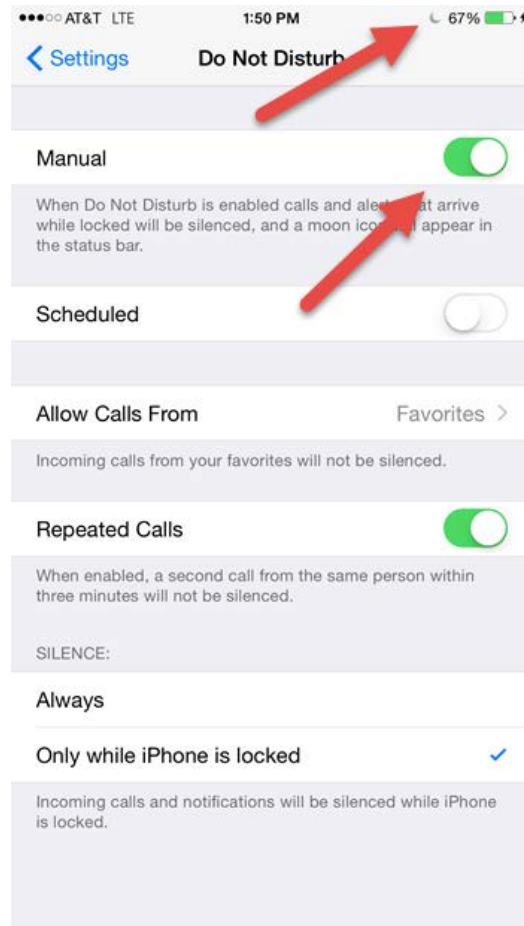 AT&T LTE 1:50 PM 67%
Settings Do Not Disturb
Manual
When Do Not Disturb is enabled calls and at arrive
while locked will be silenced, and a moon appear in
the status bar.
Scheduled
Allow Calls From Favorites
Incoming calls from your favorites will not be silenced.
Repeated Calls
When enabled, a second call from the same person within
three minutes will not be silenced.
SILENCE:
Always
Only while iPhone is locked
Incoming calls and notifications will be silenced while iPhone
is locked.